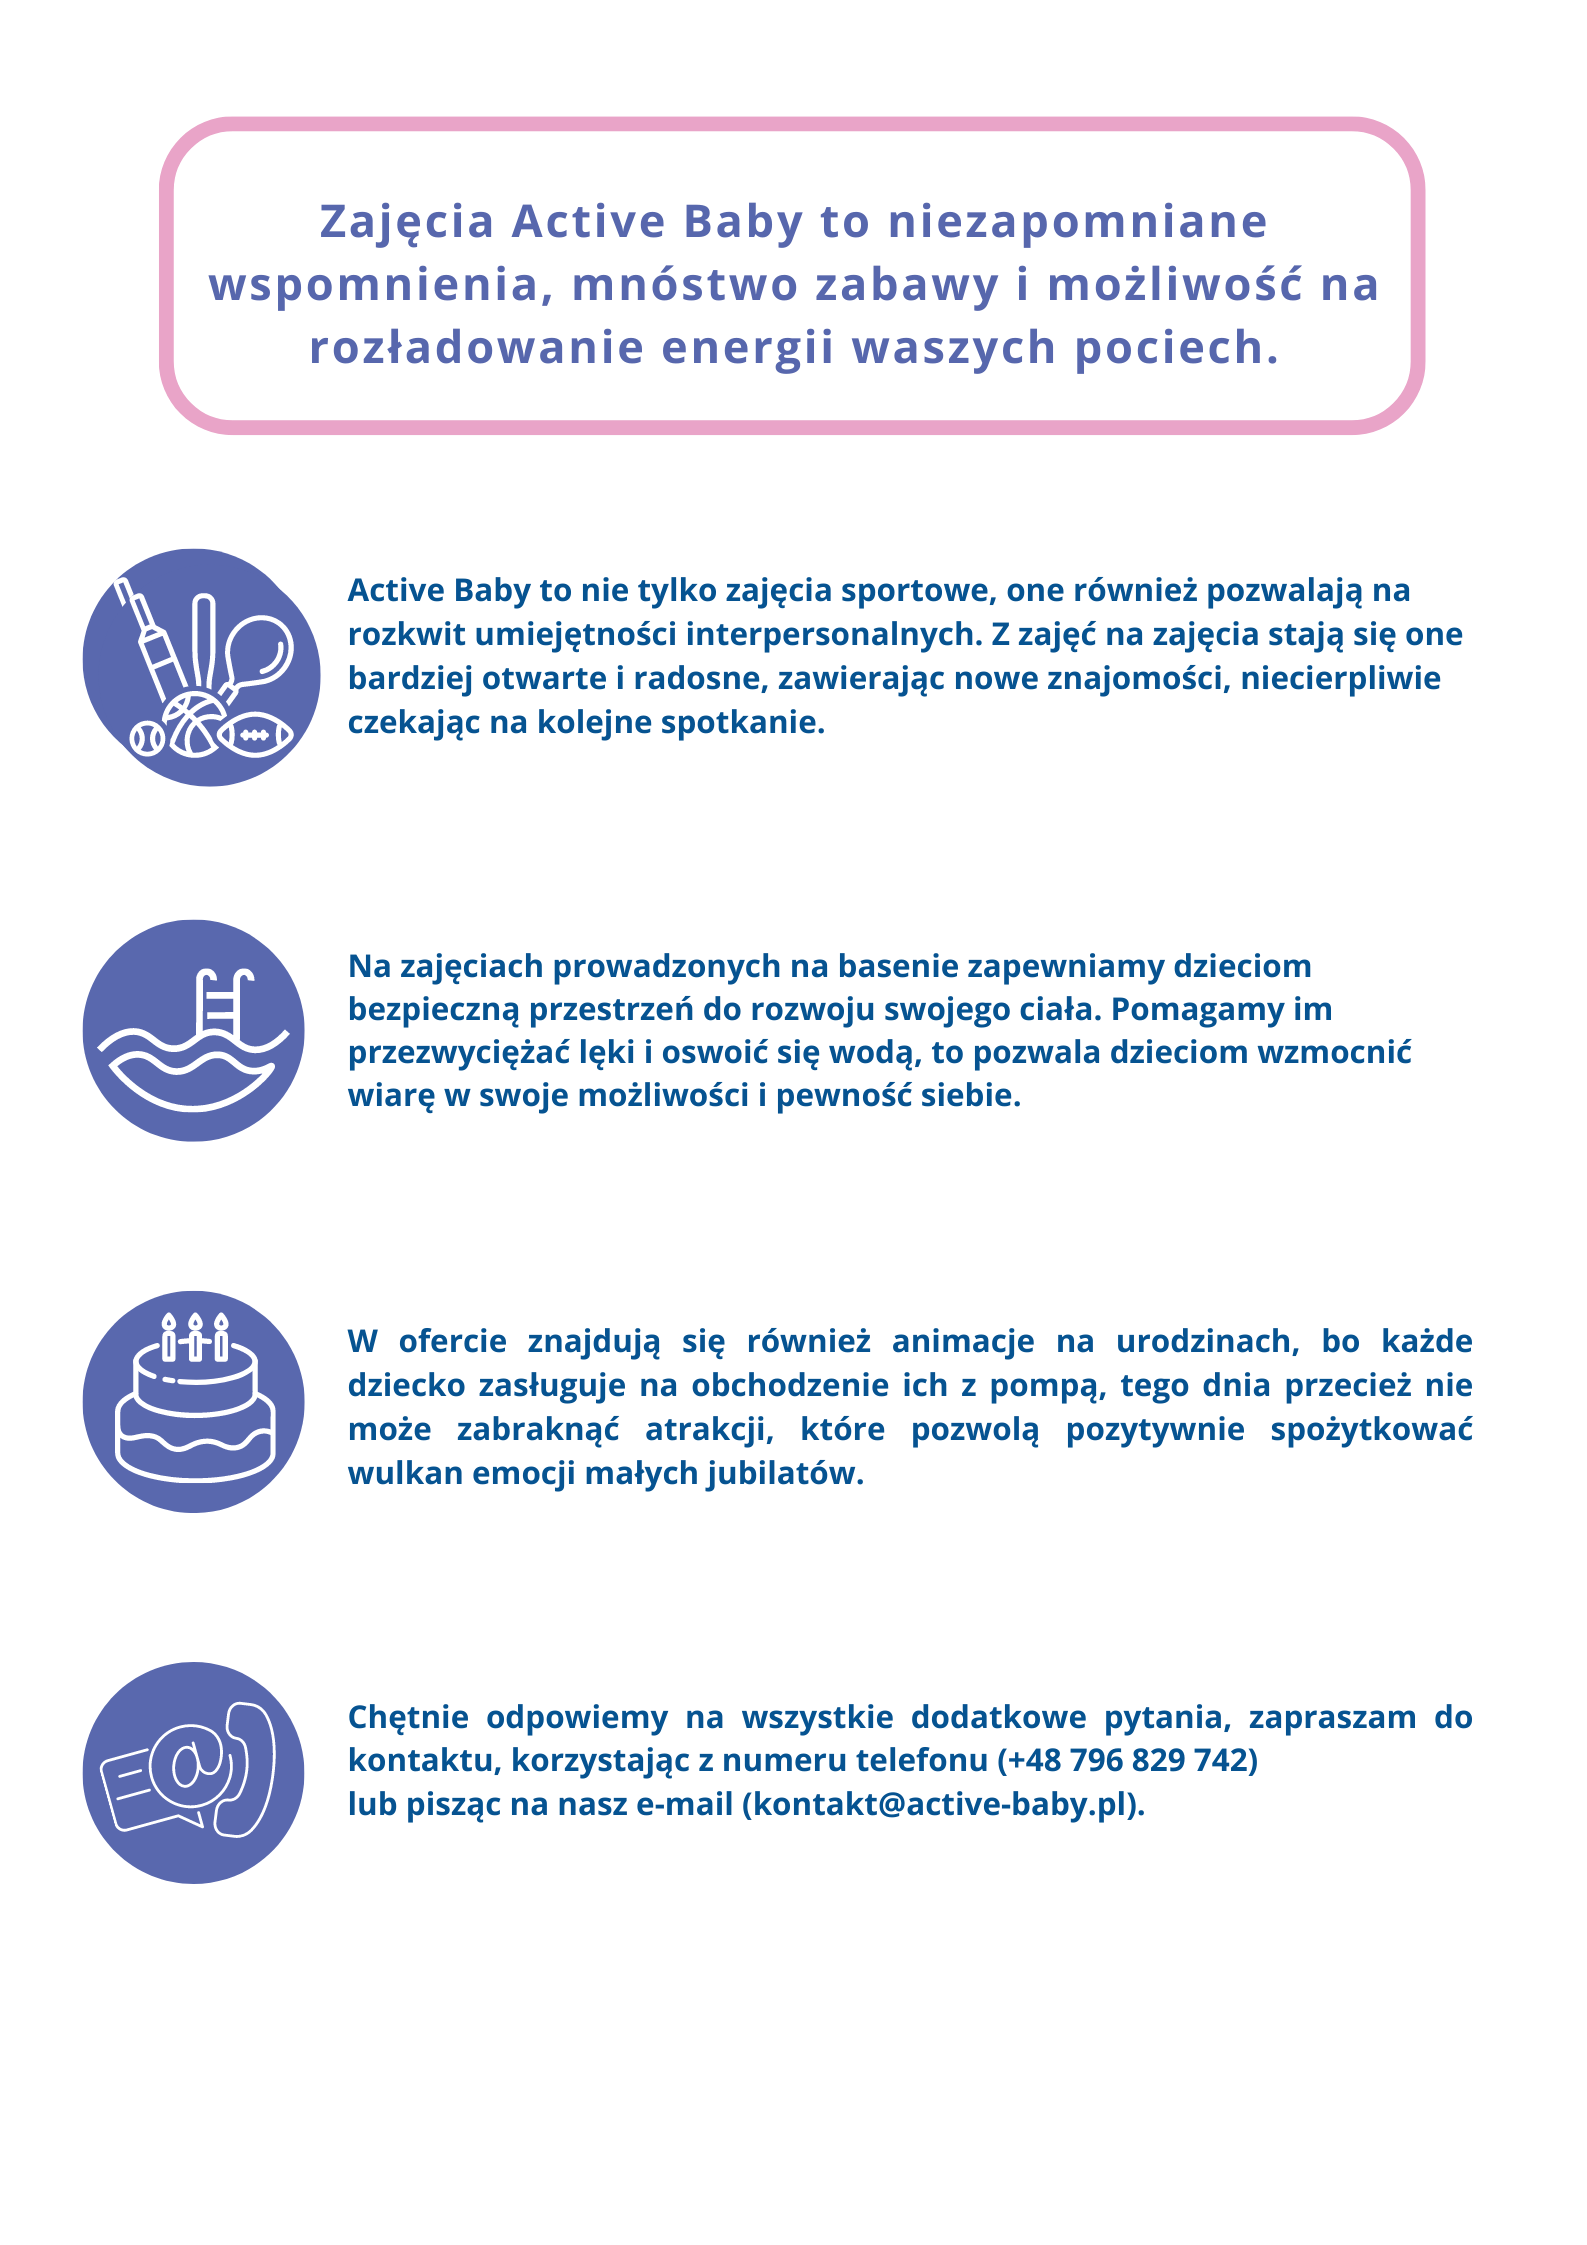 Zajęcia Active Baby to niezapomniane
wspomnienia, mnóstwo zabawy i możliwość na
rozładowanie energii waszych pociech.
Active Baby to nie tylko zajęcia sportowe, one również pozwalają na
rozkwit umiejętności interpersonalnych. Z zajęć na zajęcia stają się one
bardziej otwarte i radosne, zawierając nowe znajomości, niecierpliwie
czekając na kolejne spotkanie.
Na zajęciach prowadzonych na basenie zapewniamy dzieciom
bezpieczną przestrzeń do rozwoju swojego ciała. Pomagamy im
przezwyciężać lęki i oswoić się wodą, to pozwala dzieciom wzmocnić
wiarę w swoje możliwości i pewność siebie.
W ofercie znajdują się również animacje na urodzinach, bo każde
dziecko zasługuje na obchodzenie ich z pompą, tego dnia przecież nie
może zabraknąć atrakcji, które pozwolą pozytywnie spożytkować
wulkan emocji małych jubilatów.
Chętnie odpowiemy na wszystkie dodatkowe pytania, zapraszam do
kontaktu, korzystając z numeru telefonu (+48 796 829 742)
lub pisząc na nasz e-mail (kontakt@active-baby.pl).